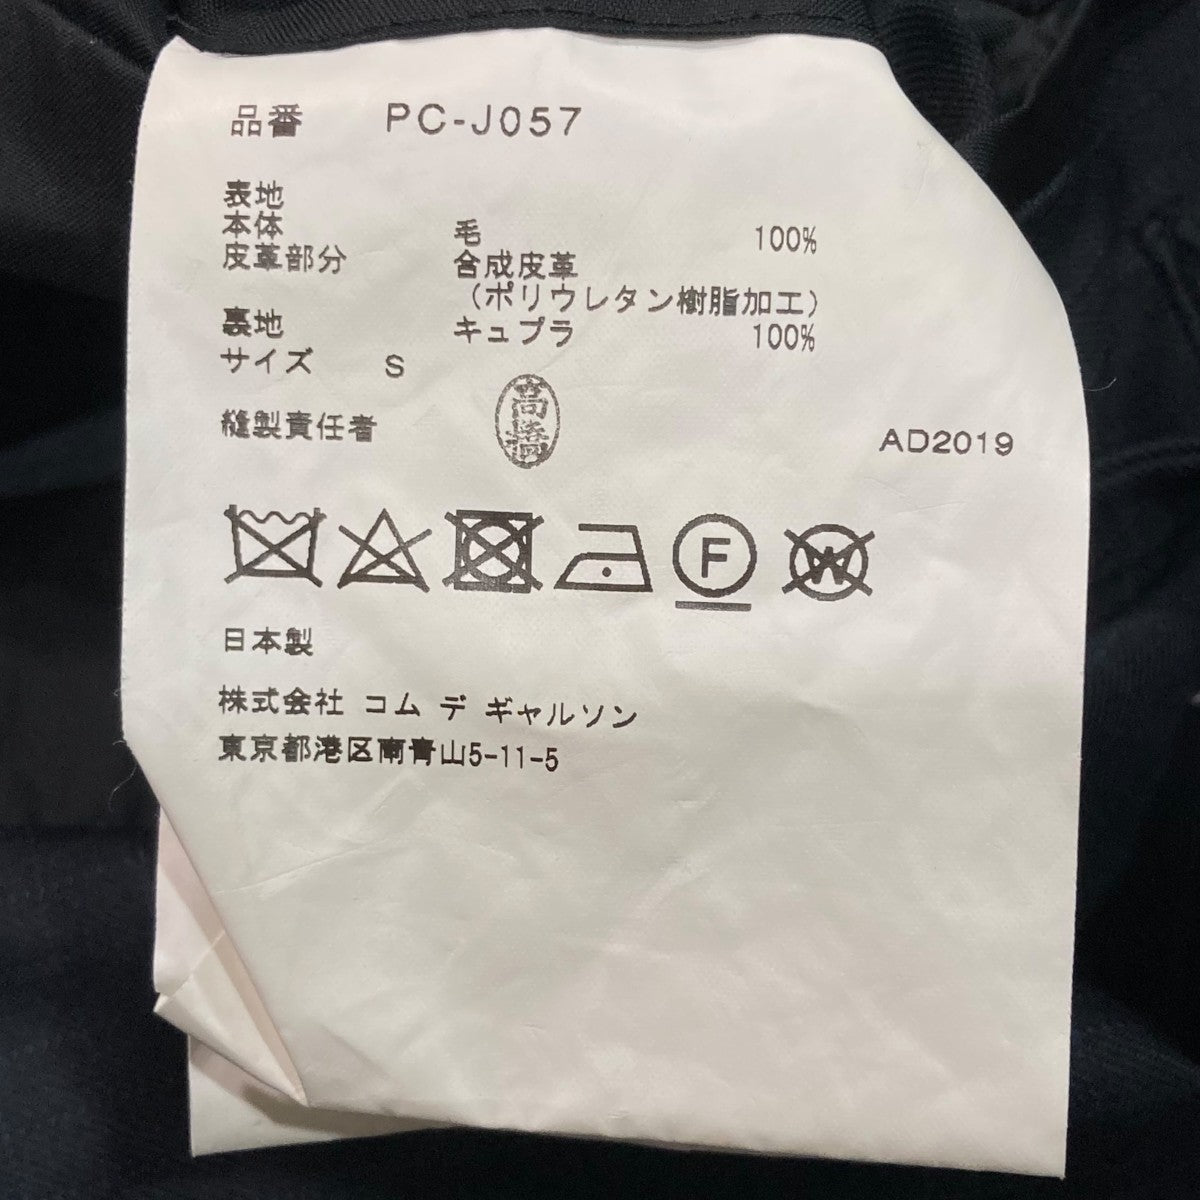 品番 PC-J057
表地
本体 毛 100%
皮革部分 合成皮革
(ポリウレタン樹脂加工)
裏地 キュプラ 100%
サイズ S
縫製責任者 高橋 AD2019
F W
日本製
株式会社 コム デ ギャルソン
東京都港区南青山5-11-5